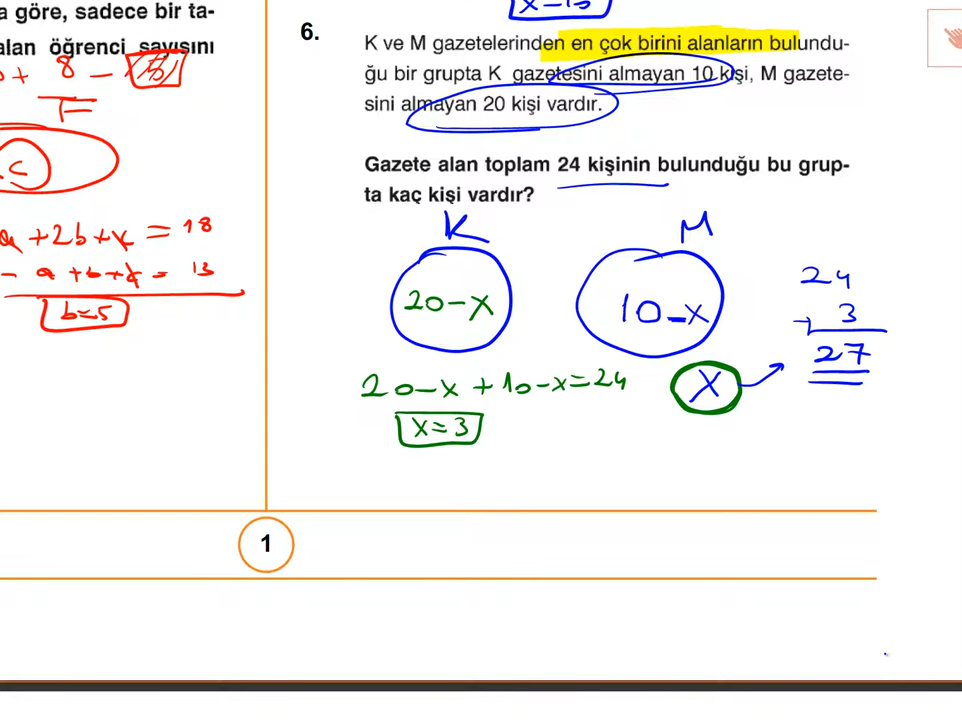 a göre, sadece bir ta-
alan öğrenci sayısını
+ 8 -
a + 2b + x = 18
- a + b + x = 13
b = 5
x - 15
6.
K ve M gazetelerinden en çok birini alanların bulundu-
ğu bir grupta K gazetesini almayan 10 kişi, M gazete-
sini almayan 20 kişi vardır.
Gazete alan toplam 24 kişinin bulunduğu bu grup-
ta kaç kişi vardır?
K M
20 - x 10 - x
20 - x + 10 - x = 24
x = 3
x
24
+ 3
27
1